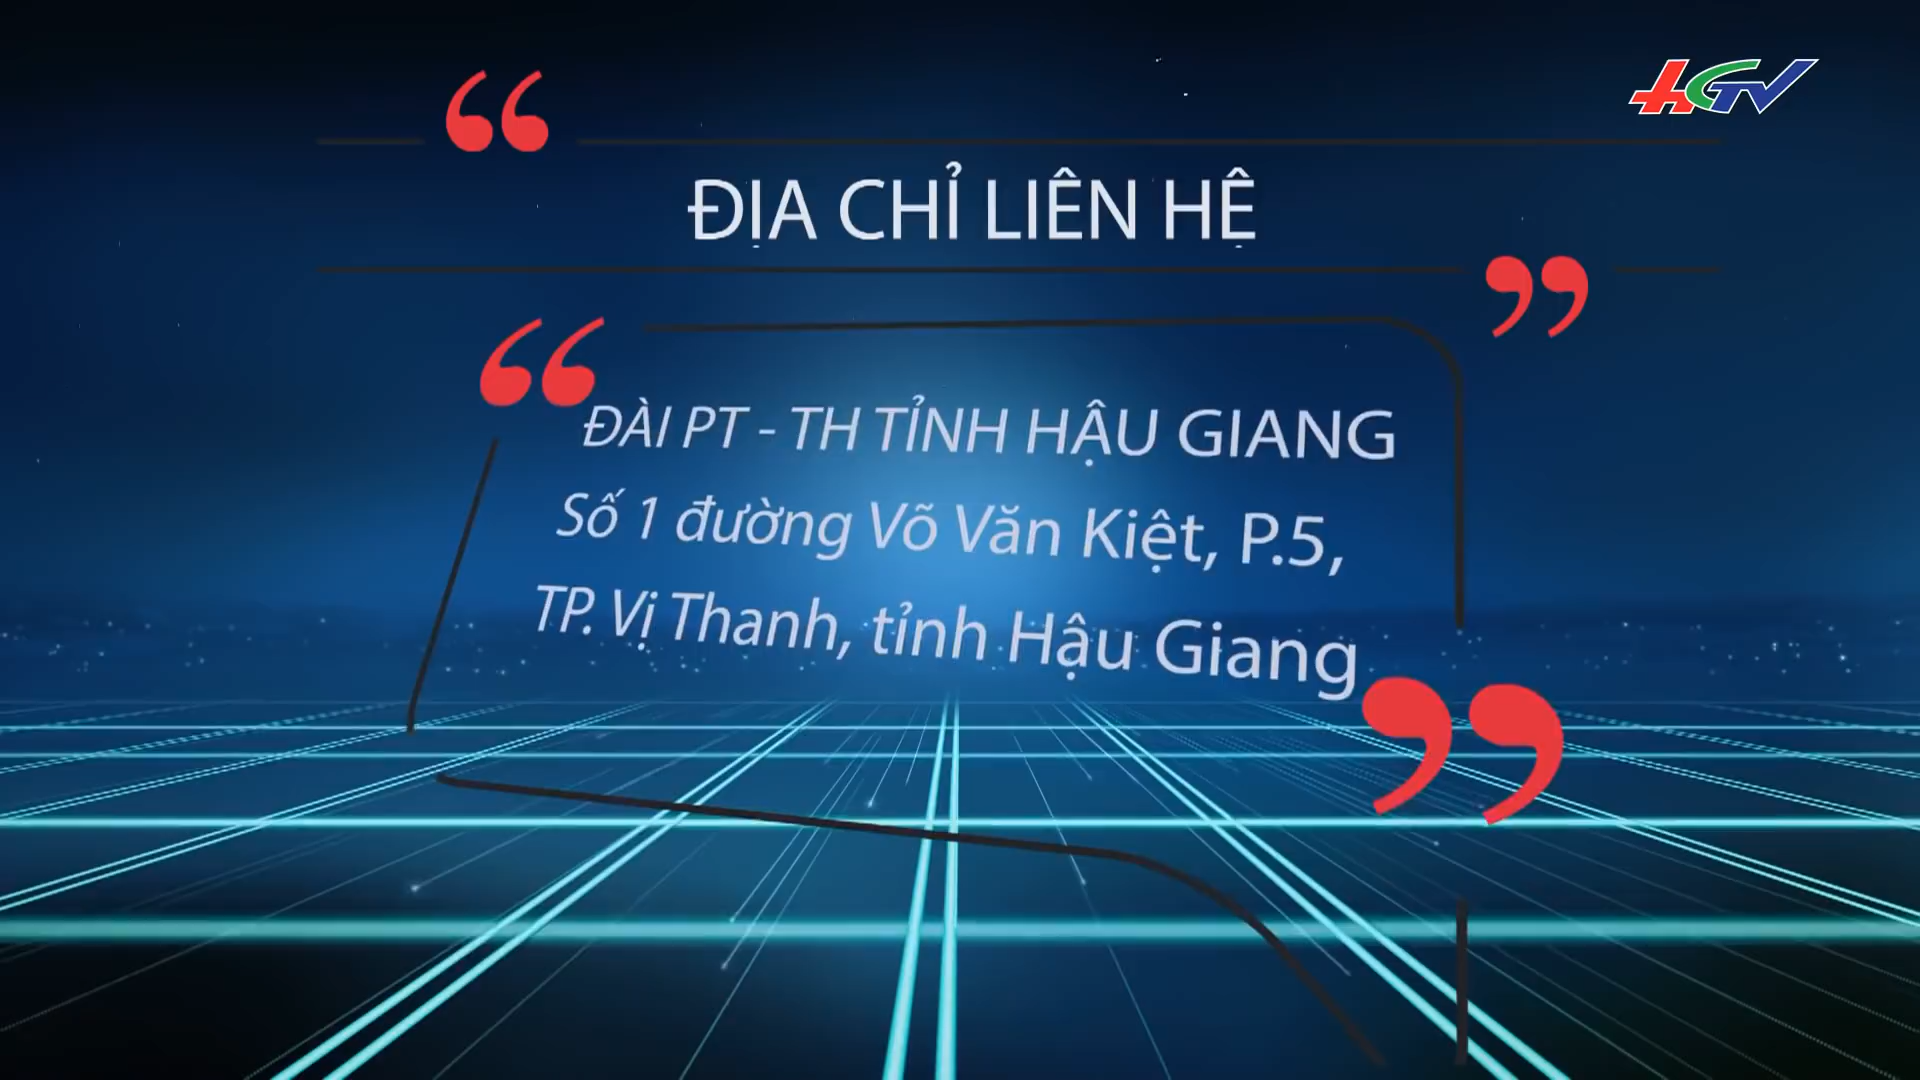 HGTV
ĐỊA CHỈ LIÊN HỆ
ĐÀI PT - TH TỈNH HẬU GIANG
Số 1 đường Võ Văn Kiệt, P.5,
TP. Vị Thanh, tỉnh Hậu Giang